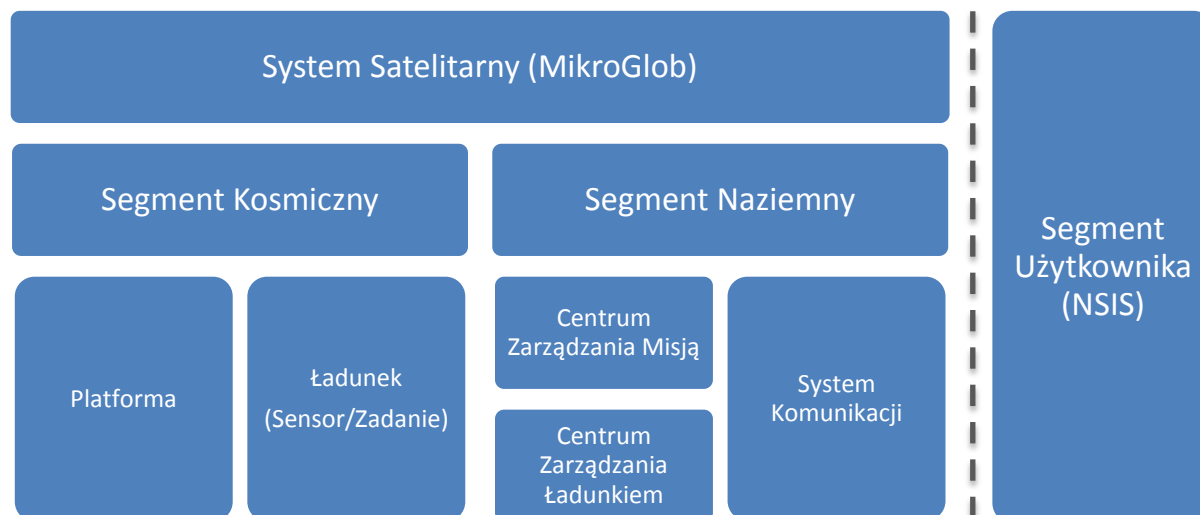 System Satelitarny (MikroGlob)
Segment Kosmiczny
Segment Naziemny
Platforma
Ładunek
(Sensor/Zadanie)
Centrum
Zarządzania Misją
Centrum
Zarządzania
Ładunkiem
System
Komunikacji
Segment
Użytkownika
(NSIS)